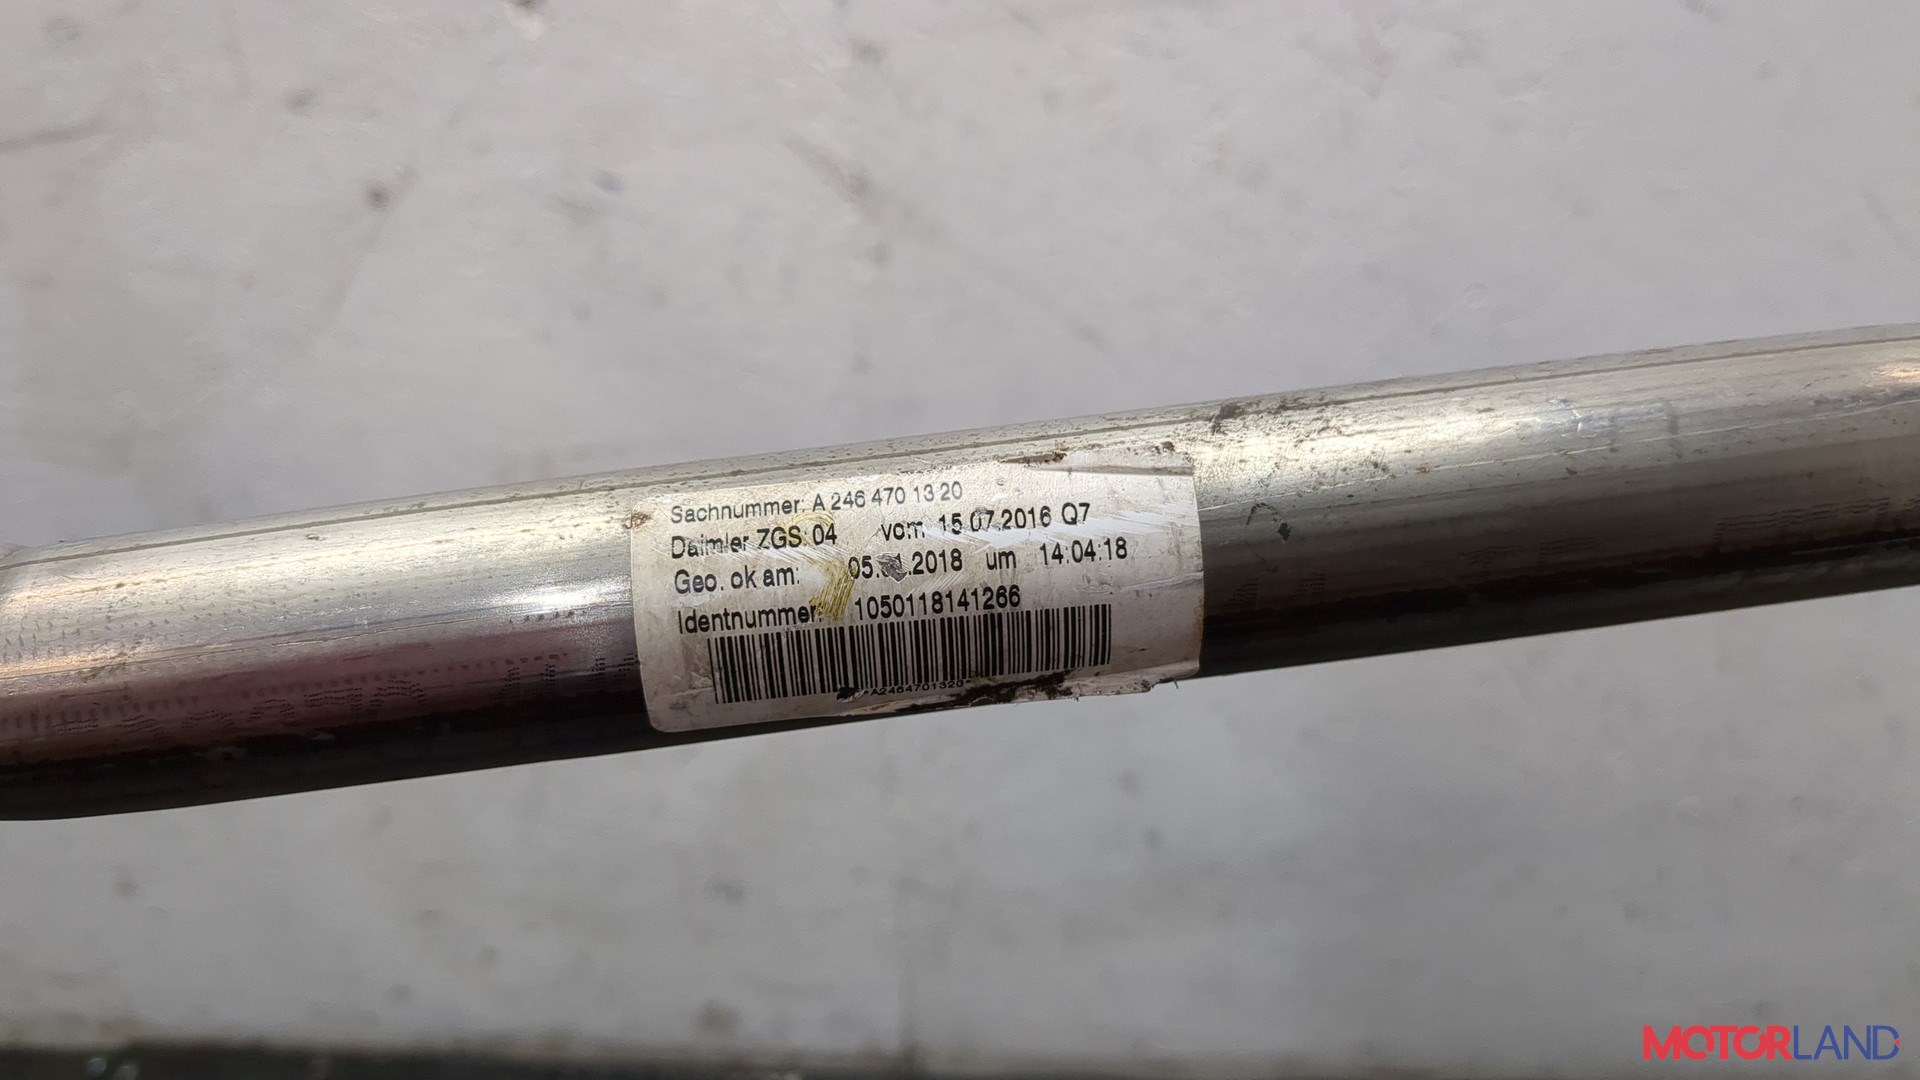 Sachnummer: A 246 470 13 20
Daimler ZGS: 04 vom 15.07.2016 Q7
Geo. ok am: 2018 um 14:04:18
Identnummer: 1050118141266
*A2464701320*
MOTORLAND